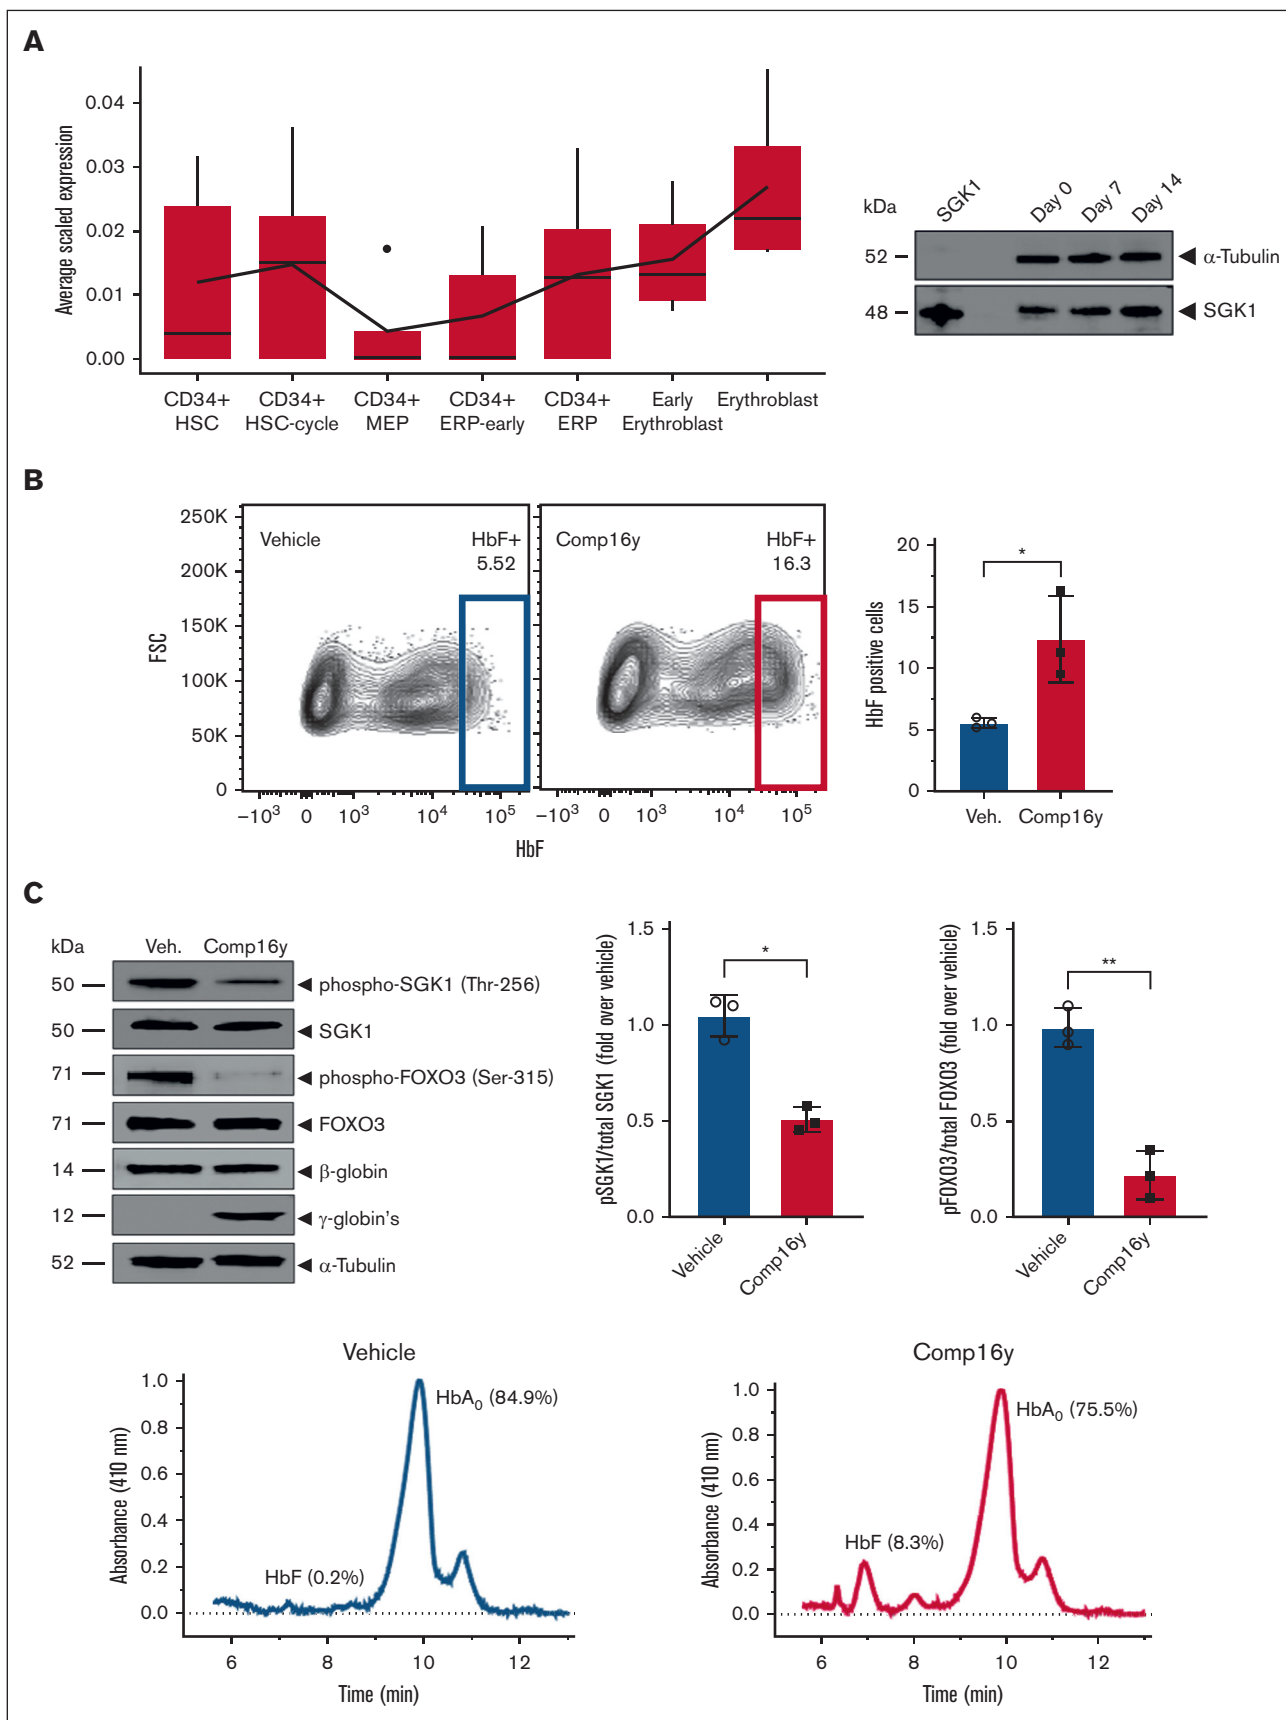 A
Average scaled expression
0.04
0.03
0.02
0.01
0.00
CD34+
HSC
CD34+
HSC-cycle
CD34+
MEP
CD34+
ERP-early
CD34+
ERP
Early
Erythroblast
Erythroblast
kDa
SGK1
Day 0
Day 7
Day 14
52
α-Tubulin
48
SGK1
B
FSC
250K
200K
150K
100K
50K
0
Vehicle
HbF+
5.52
Comp16y
HbF+
16.3
−10³ 0 10³ 10⁴ 10⁵
−10³ 0 10³ 10⁴ 10⁵
HbF
HbF positive cells
20
15
10
5
0
*
Veh. Comp16y
C
kDa Veh. Comp16y
50 phospho-SGK1 (Thr-256)
50 SGK1
71 phospho-FOXO3 (Ser-315)
71 FOXO3
14 β-globin
12 γ-globin's
52 α-Tubulin
pSGK1/total SGK1 (fold over vehicle)
1.5
1.0
0.5
0.0
*
Vehicle
Comp16y
pFOXO3/total FOXO3 (fold over vehicle)
1.5
1.0
0.5
0.0
**
Vehicle
Comp16y
Vehicle
Absorbance (410 nm)
1.0
0.8
0.6
0.4
0.2
0.0
HbA₀ (84.9%)
HbF (0.2%)
6 8 10 12
Time (min)
Comp16y
Absorbance (410 nm)
1.0
0.8
0.6
0.4
0.2
0.0
HbA₀ (75.5%)
HbF (8.3%)
6 8 10 12
Time (min)